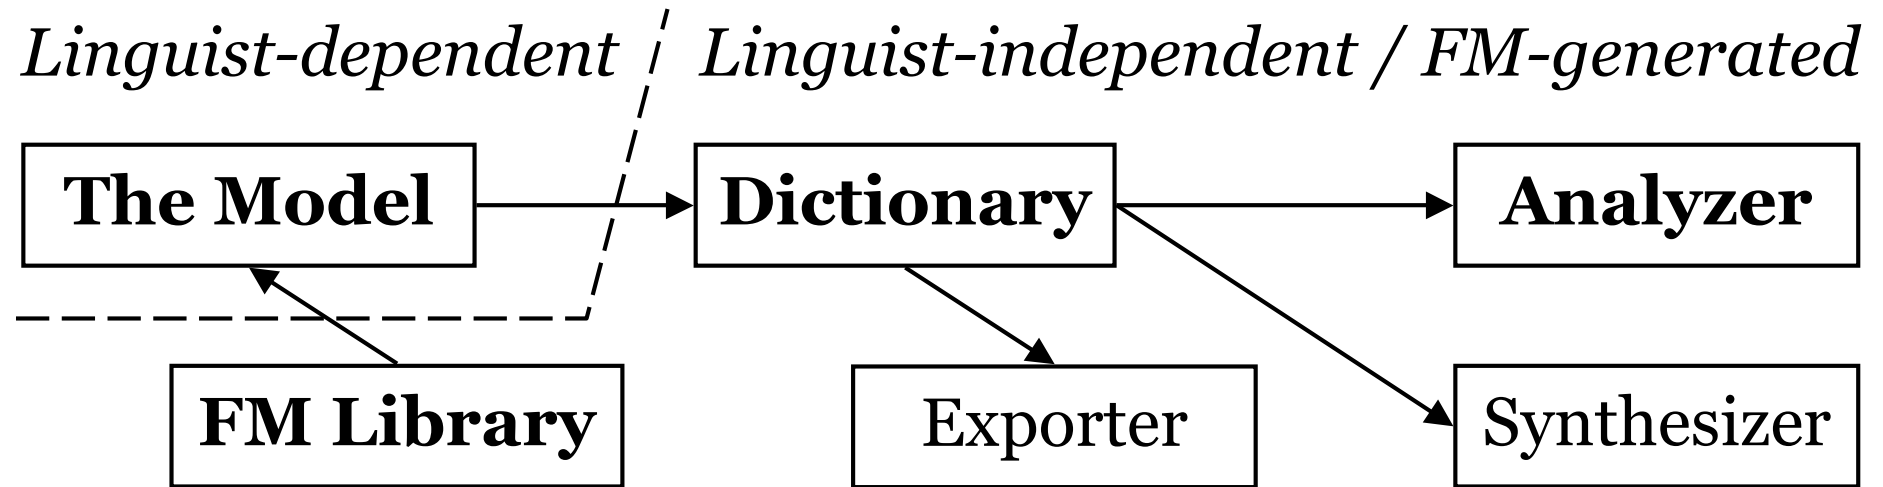 Linguist-dependent
Linguist-independent / FM-generated
The Model
Dictionary
Analyzer
FM Library
Exporter
Synthesizer